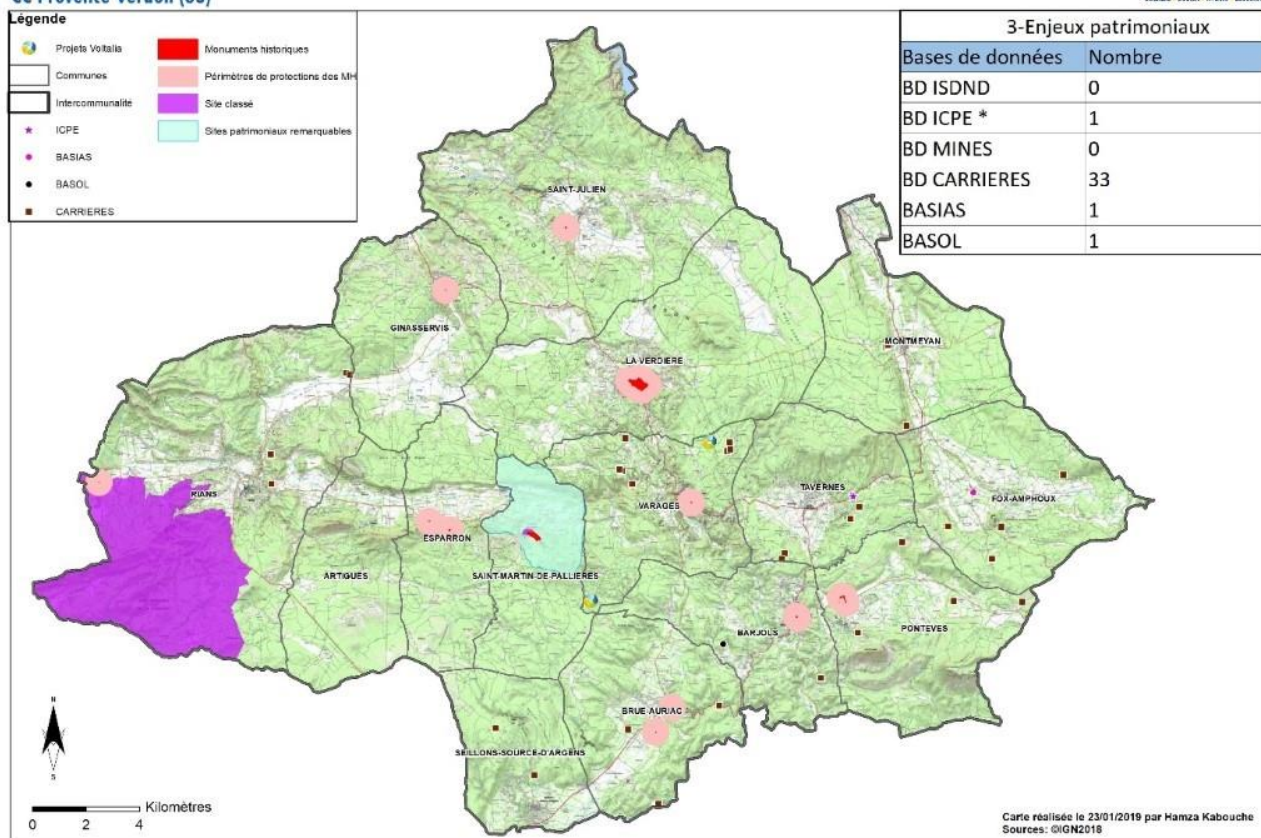 CC Provence Verdon (83)
Légende
Projets Voltalia
Communes
Intercommunalité
ICPE
BASIAS
BASOL
CARRIERES
Monuments historiques
Périmètres de protections des MH
Site classé
Sites patrimoniaux remarquables
3-Enjeux patrimoniaux
Bases de données Nombre
BD ISDND 0
BD ICPE * 1
BD MINES 0
BD CARRIERES 33
BASIAS 1
BASOL 1
SAINT-JULIEN
GINASSERVIS
MONTMEYAN
LA VERDIERE
RIANS
TAVERNES
FOX-AMPHOUX
VARAGES
ESPARRON
ARTIGUES
SAINT-MARTIN-DE-PALLIERES
BARJOLS
PONTEVES
BRUE-AURIAC
SEILLONS-SOURCE-D'ARGENS
N
S
0 2 4 Kilomètres
Carte réalisée le 23/01/2019 par Hamza Kabouche
Sources: ©IGN2018